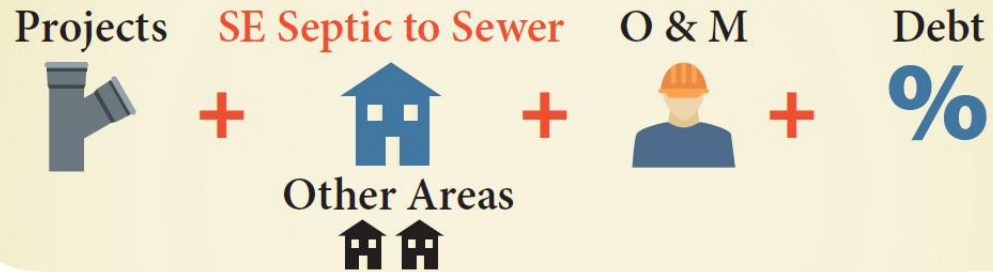 Projects SE Septic to Sewer O & M Debt
+ + + %
Other Areas